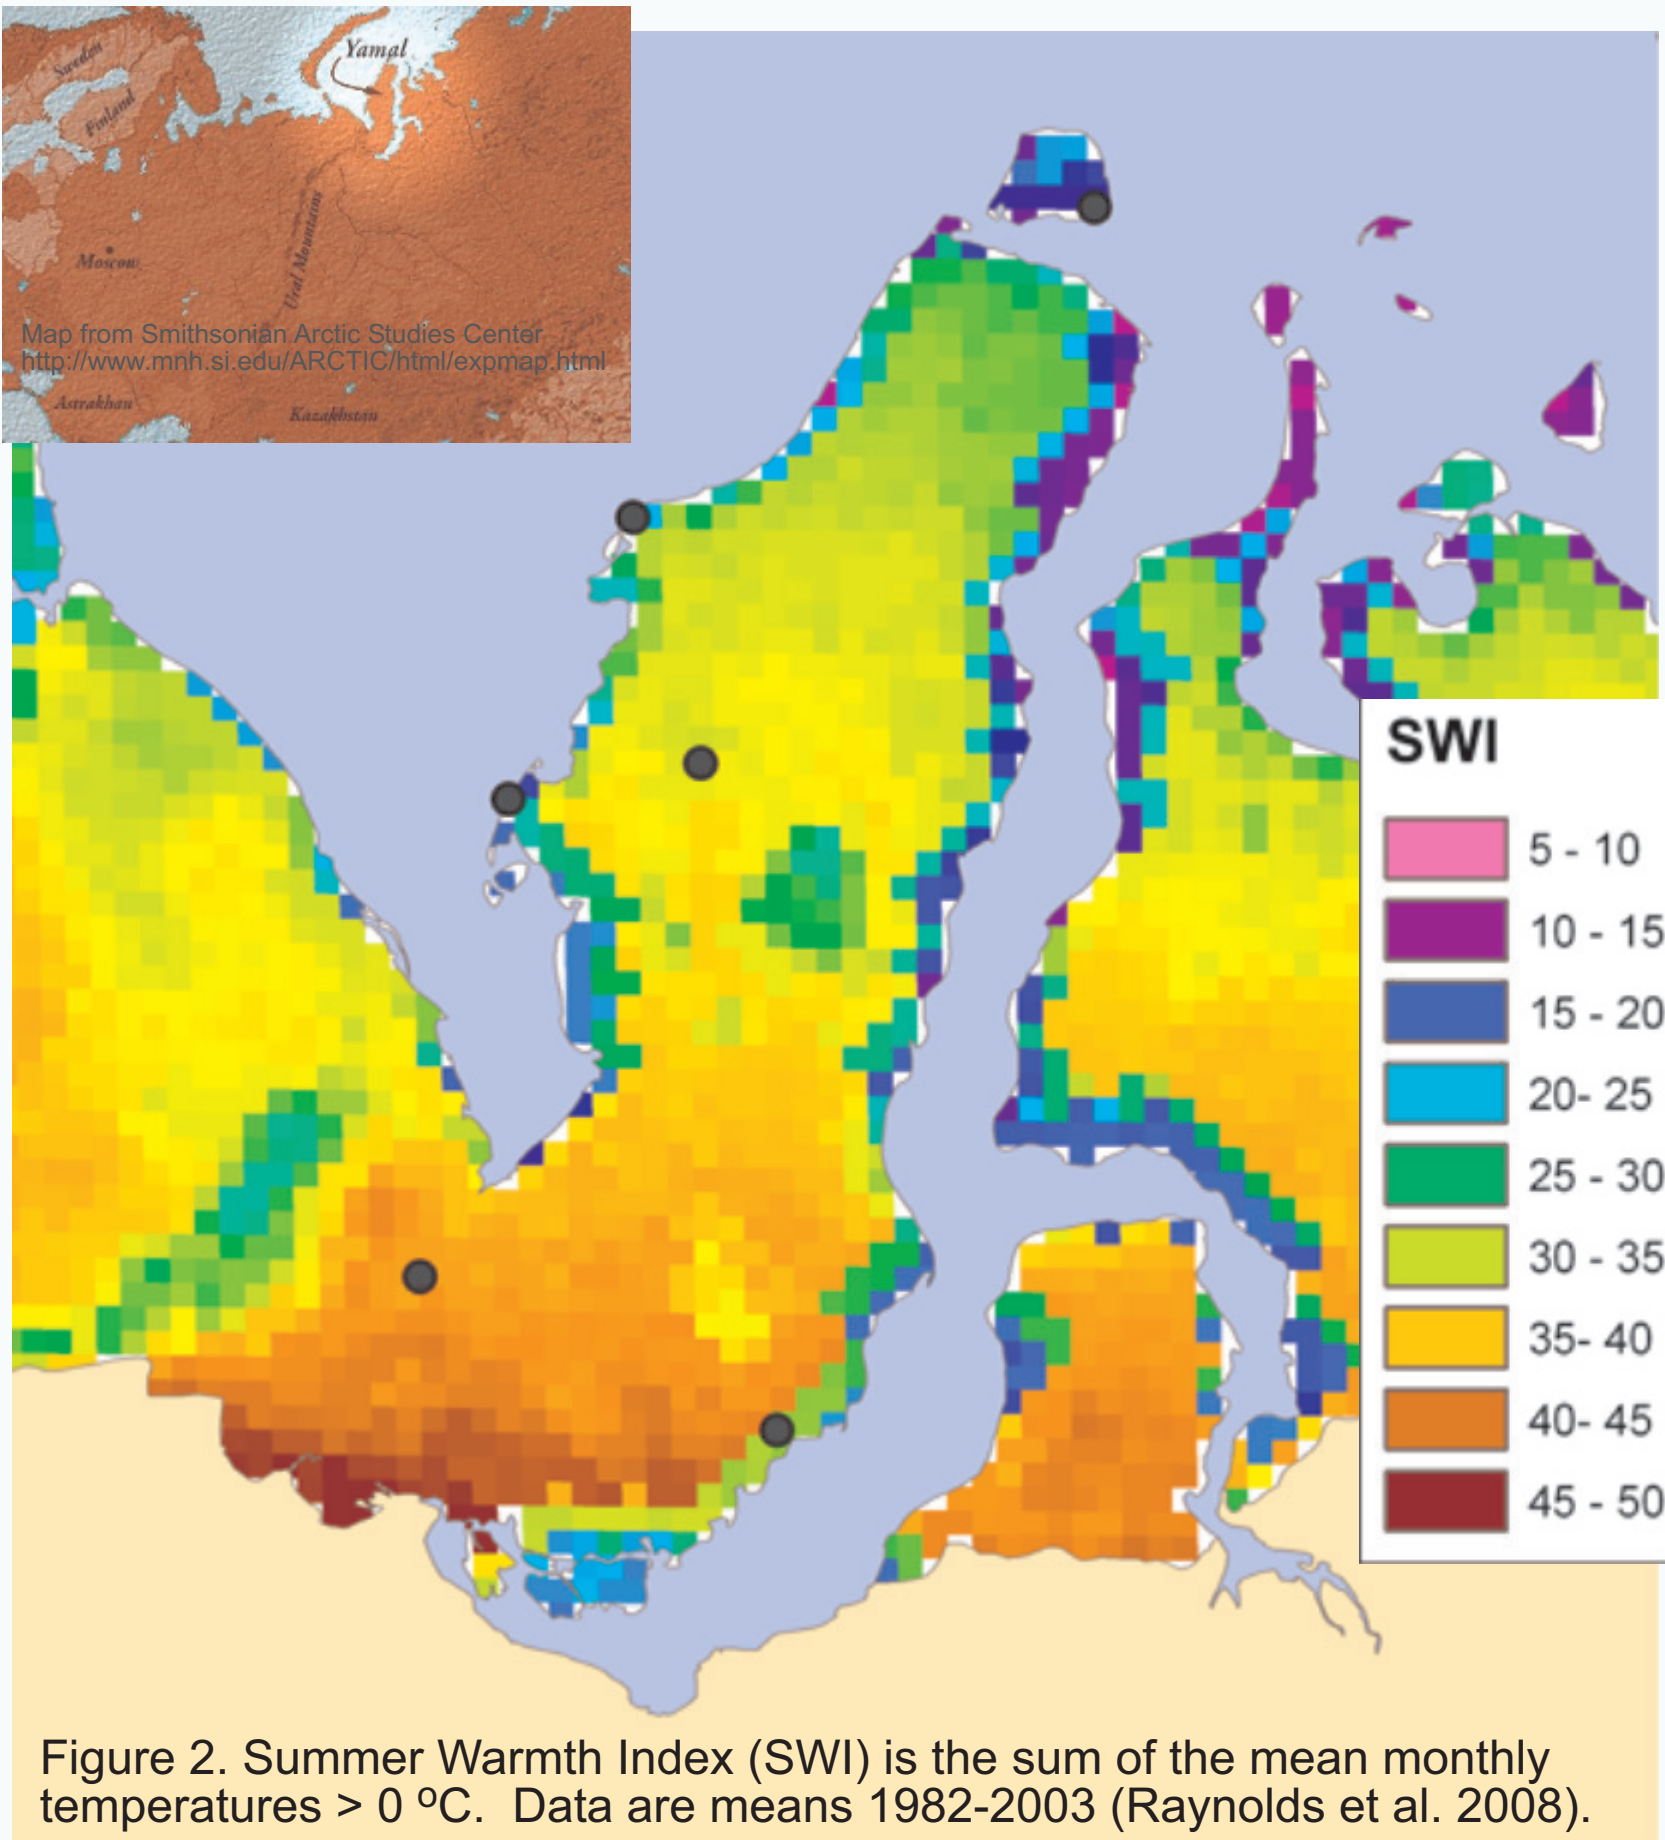 Sweden
Finland
Yamal
Moscow
Ural Mountains
Map from Smithsonian Arctic Studies Center
http://www.mnh.si.edu/ARCTIC/html/expmap.html
Astrakhan
Kazakhstan
SWI
5 - 10
10 - 15
15 - 20
20- 25
25 - 30
30 - 35
35- 40
40- 45
45 - 50
Figure 2. Summer Warmth Index (SWI) is the sum of the mean monthly
temperatures > 0 ºC.  Data are means 1982-2003 (Raynolds et al. 2008).